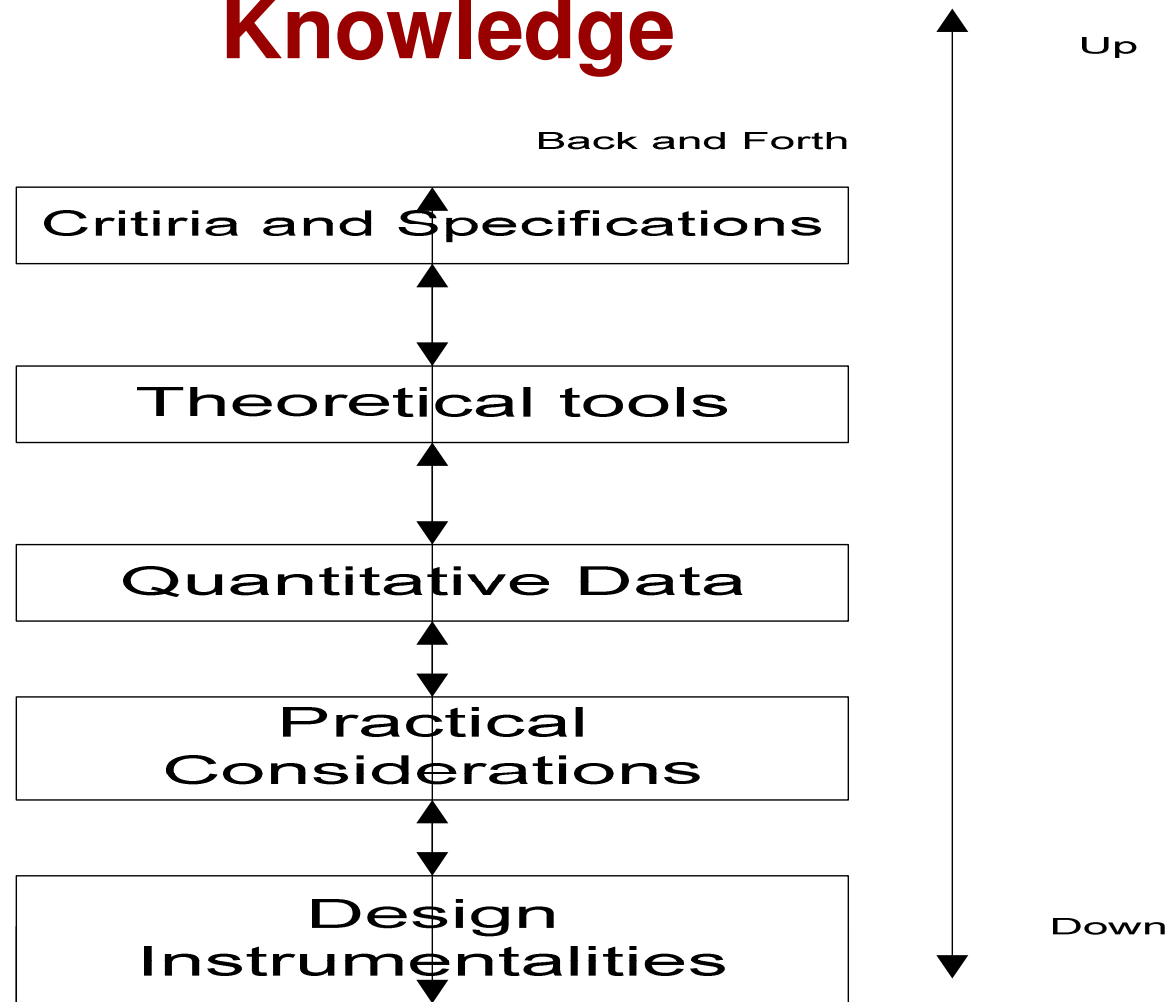 Knowledge
Up
Back and Forth
Critiria and Specifications
Theoretical tools
Quantitative Data
Practical
Considerations
Design
Instrumentalities
Down